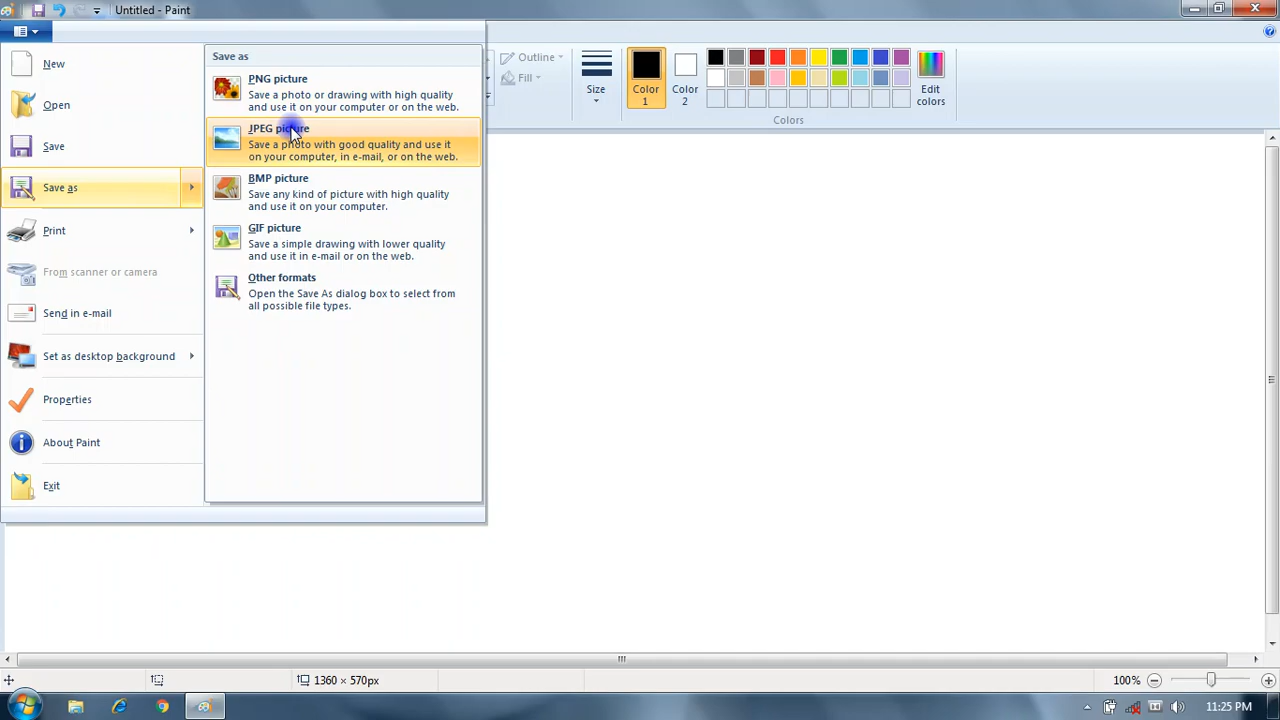 Untitled - Paint
New
Open
Save
Save as
Print
From scanner or camera
Send in e-mail
Set as desktop background
Properties
About Paint
Exit
Save as
PNG picture
Save a photo or drawing with high quality
and use it on your computer or on the web.
JPEG picture
Save a photo with good quality and use it
on your computer, in e-mail, or on the web.
BMP picture
Save any kind of picture with high quality
and use it on your computer.
GIF picture
Save a simple drawing with lower quality
and use it in e-mail or on the web.
Other formats
Open the Save As dialog box to select from
all possible file types.
Outline
Fill
Size
Color
1
Color
2
Edit
colors
Colors
1360 × 570px
100%
11:25 PM